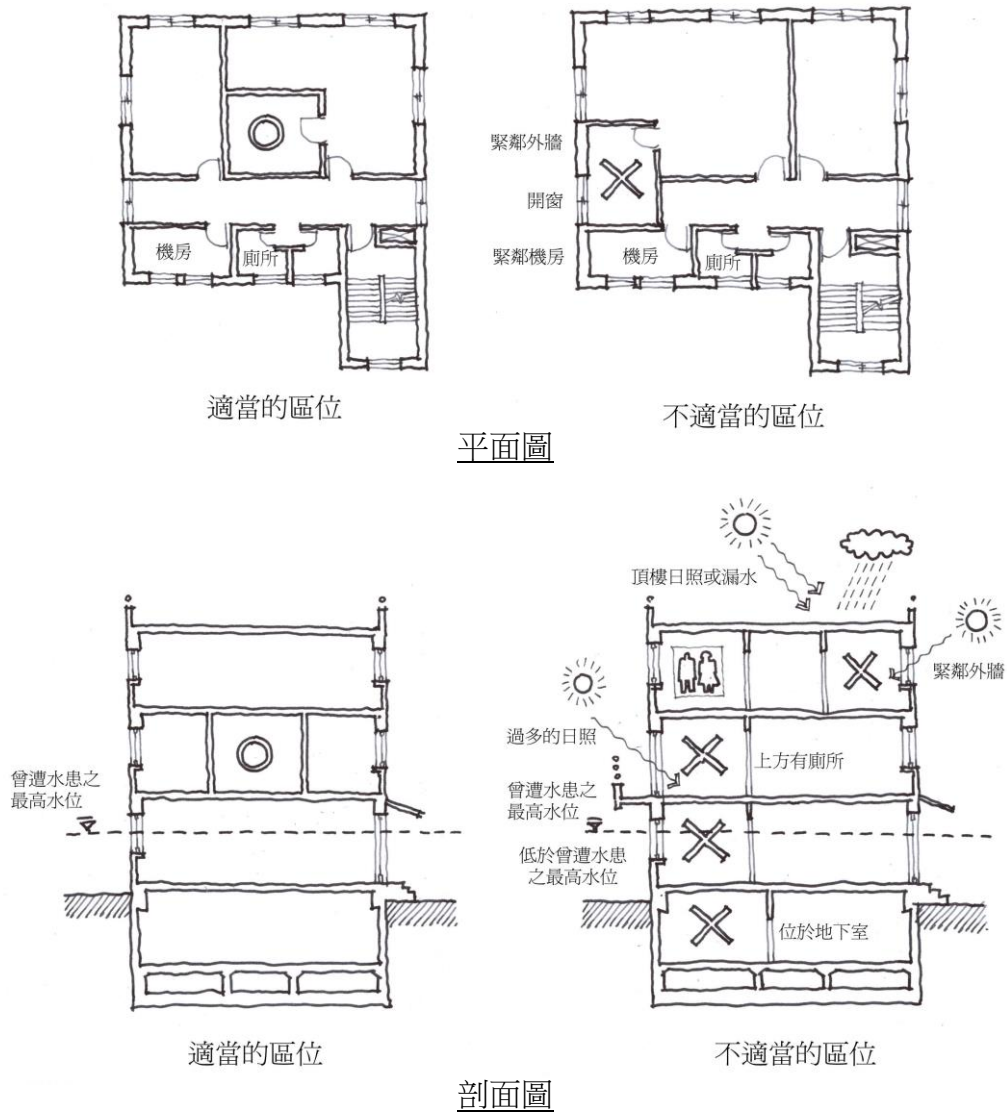 緊鄰外牆
開窗
緊鄰機房
機房
廁所
機房
廁所
適當的區位
不適當的區位
平面圖
頂樓日照或漏水
緊鄰外牆
過多的日照
上方有廁所
曾遭水患之
最高水位
曾遭水患之
最高水位
低於曾遭水患
之最高水位
位於地下室
適當的區位
不適當的區位
剖面圖